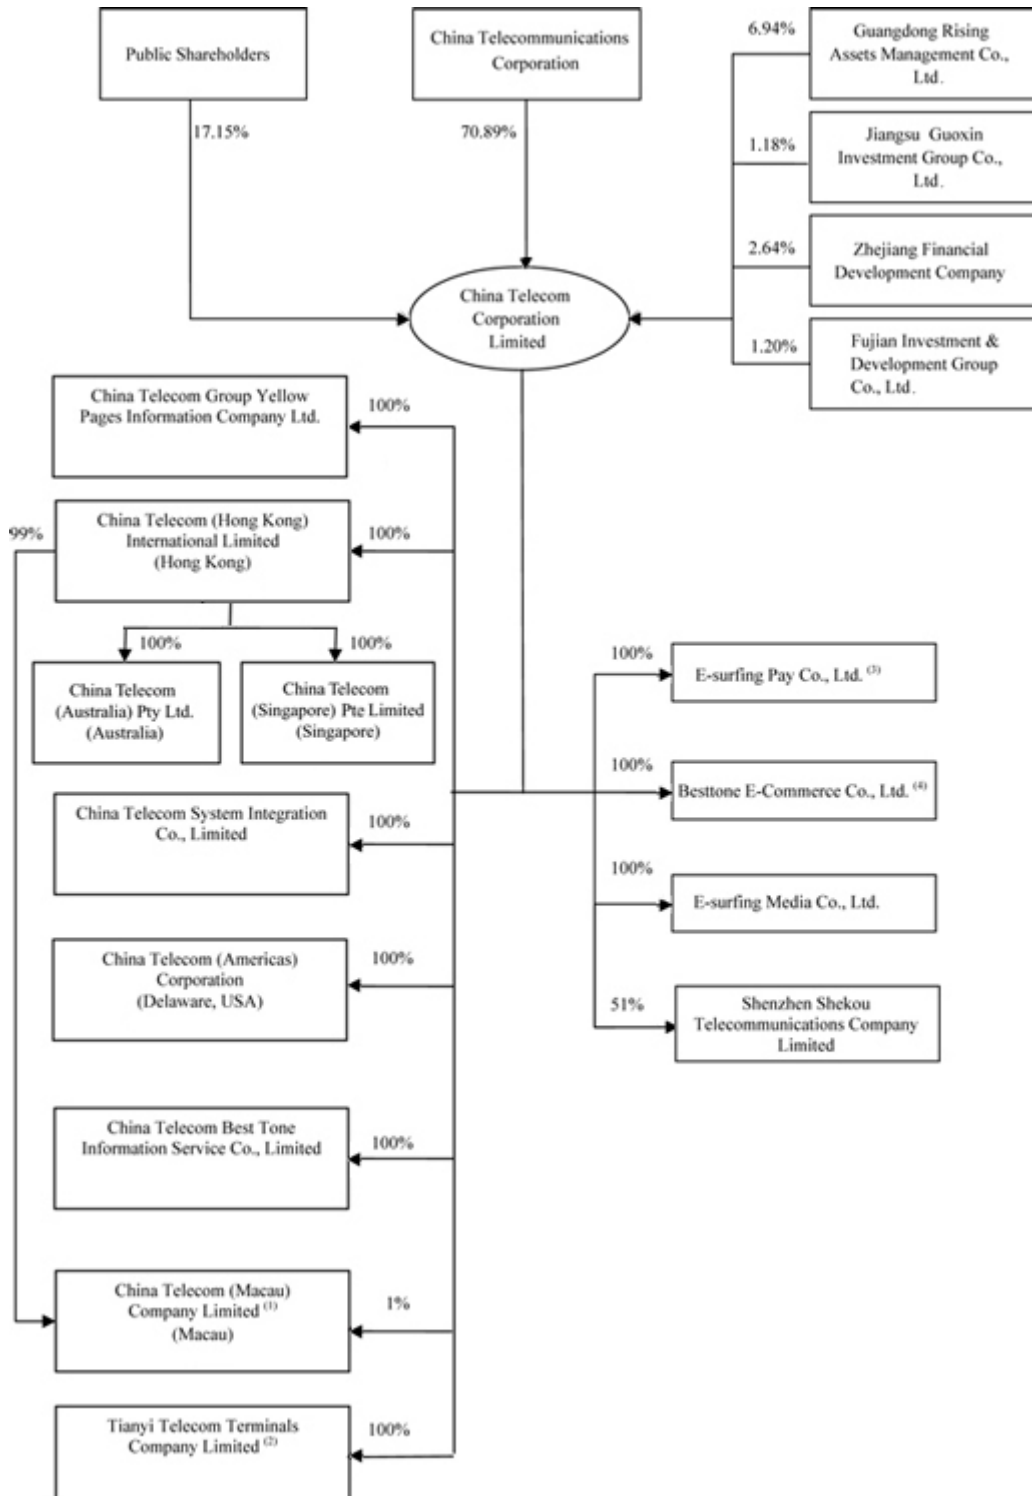 Public Shareholders
China Telecommunications
Corporation
6.94%
Guangdong Rising
Assets Management Co.,
Ltd.
17.15%
70.89%
1.18%
Jiangsu Guoxin
Investment Group Co.,
Ltd.
2.64%
Zhejiang Financial
Development Company
China Telecom
Corporation
Limited
1.20%
Fujian Investment &
Development Group
Co., Ltd.
China Telecom Group Yellow
Pages Information Company Ltd.
100%
99%
China Telecom (Hong Kong)
International Limited
(Hong Kong)
100%
100%
100%
China Telecom
(Australia) Pty Ltd.
(Australia)
China Telecom
(Singapore) Pte Limited
(Singapore)
100%
E-surfing Pay Co., Ltd. (3)
100%
Besttone E-Commerce Co., Ltd. (4)
China Telecom System Integration
Co., Limited
100%
100%
E-surfing Media Co., Ltd.
China Telecom (Americas)
Corporation
(Delaware, USA)
100%
51%
Shenzhen Shekou
Telecommunications Company
Limited
China Telecom Best Tone
Information Service Co., Limited
100%
China Telecom (Macau)
Company Limited (1)
(Macau)
1%
Tianyi Telecom Terminals
Company Limited (2)
100%